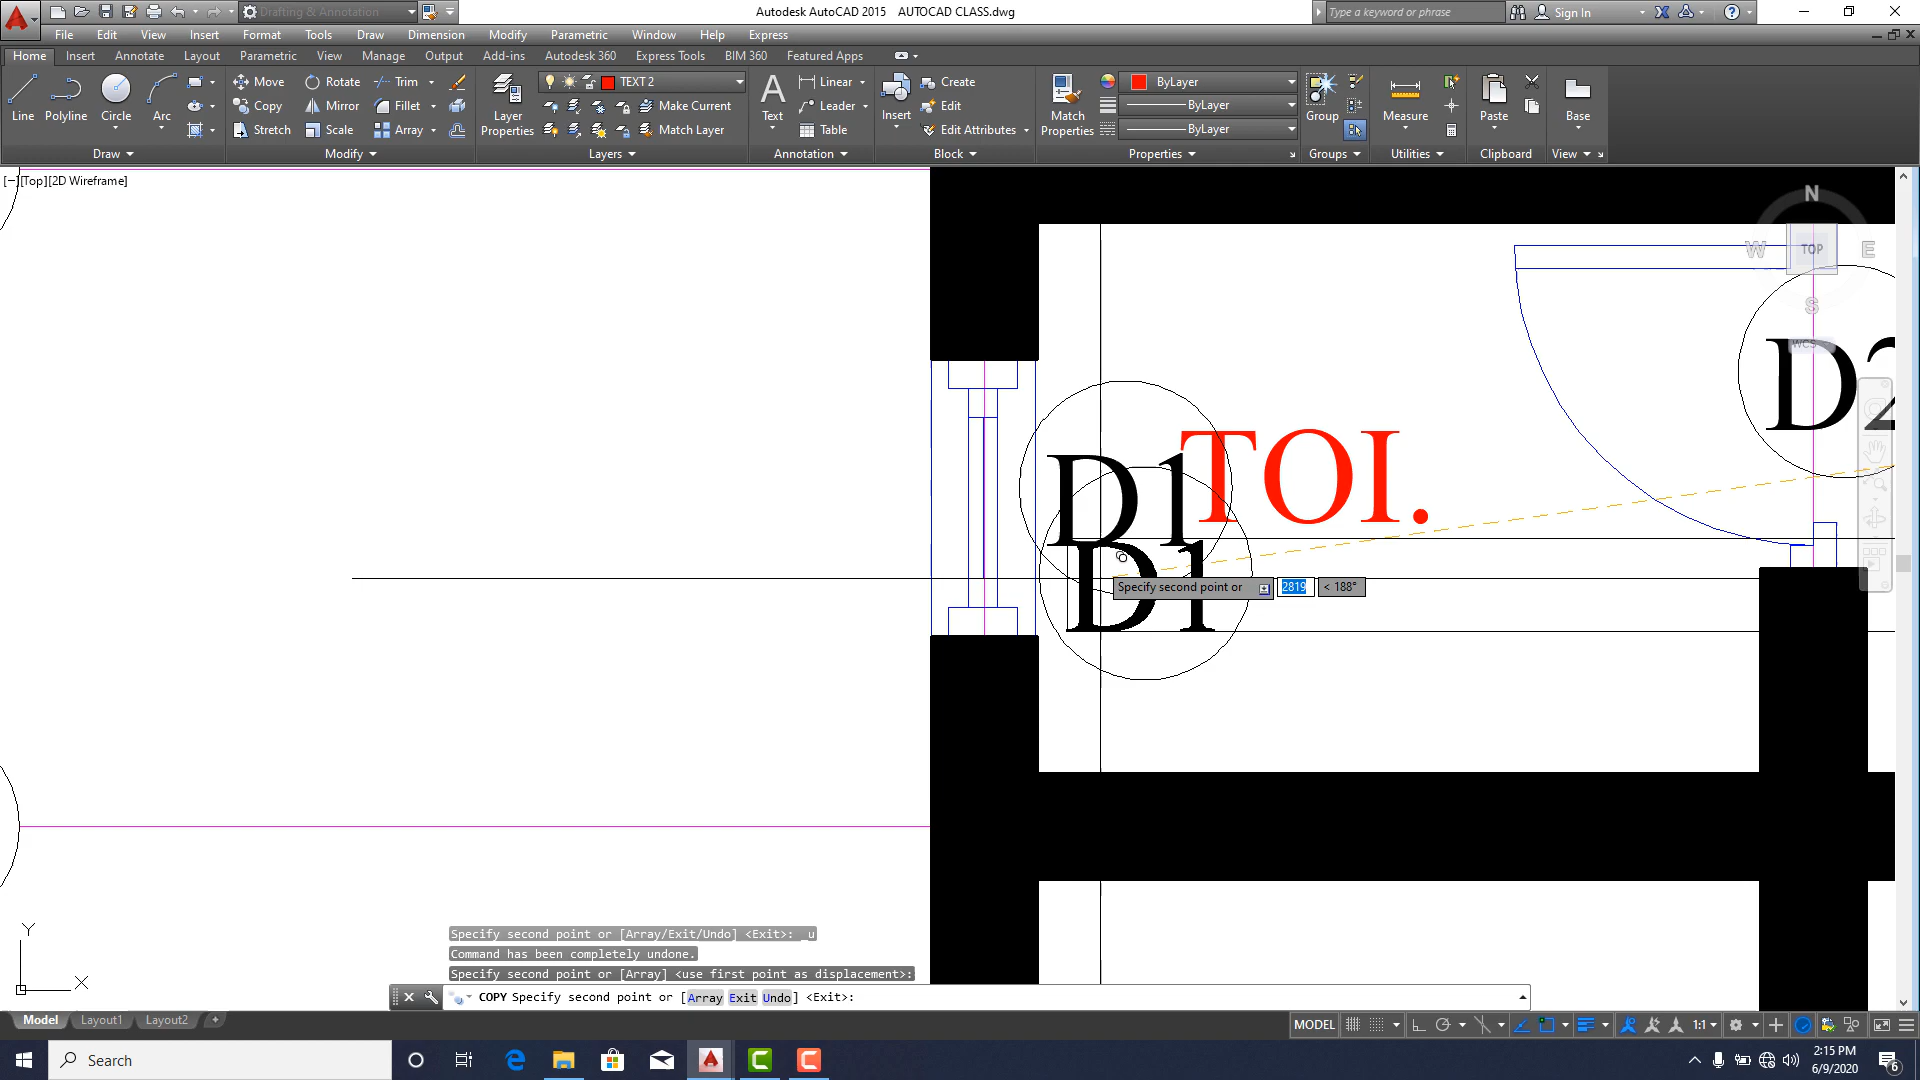 Drafting & Annotation
Autodesk AutoCAD 2015 AUTOCAD CLASS.dwg
Type a keyword or phrase
Sign In
File Edit View Insert Format Tools Draw Dimension Modify Parametric Window Help Express
Home Insert Annotate Layout Parametric View Manage Output Add-ins Autodesk 360 Express Tools BIM 360 Featured Apps
Line Polyline Circle Arc
Move Rotate Trim
Copy Mirror Fillet
Stretch Scale Array
Layer Properties
TEXT 2
Make Current
Match Layer
Text
Linear
Leader
Table
Insert
Create
Edit
Edit Attributes
Match Properties
ByLayer
ByLayer
ByLayer
Group
Measure
Paste
Base
Draw Modify Layers Annotation Block Properties Groups Utilities Clipboard View
[−][Top][2D Wireframe]
N
W TOP E
S
WCS
D2
TOI.
D1
D1
Specify second point or 2819 < 188°
Y
X
Specify second point or [Array/Exit/Undo] <Exit>: _u
Command has been completely undone.
Specify second point or [Array] <use first point as displacement>:
COPY Specify second point or [Array Exit Undo] <Exit>:
Model Layout1 Layout2 +
MODEL 1:1
Search
2:15 PM
6/9/2020
6